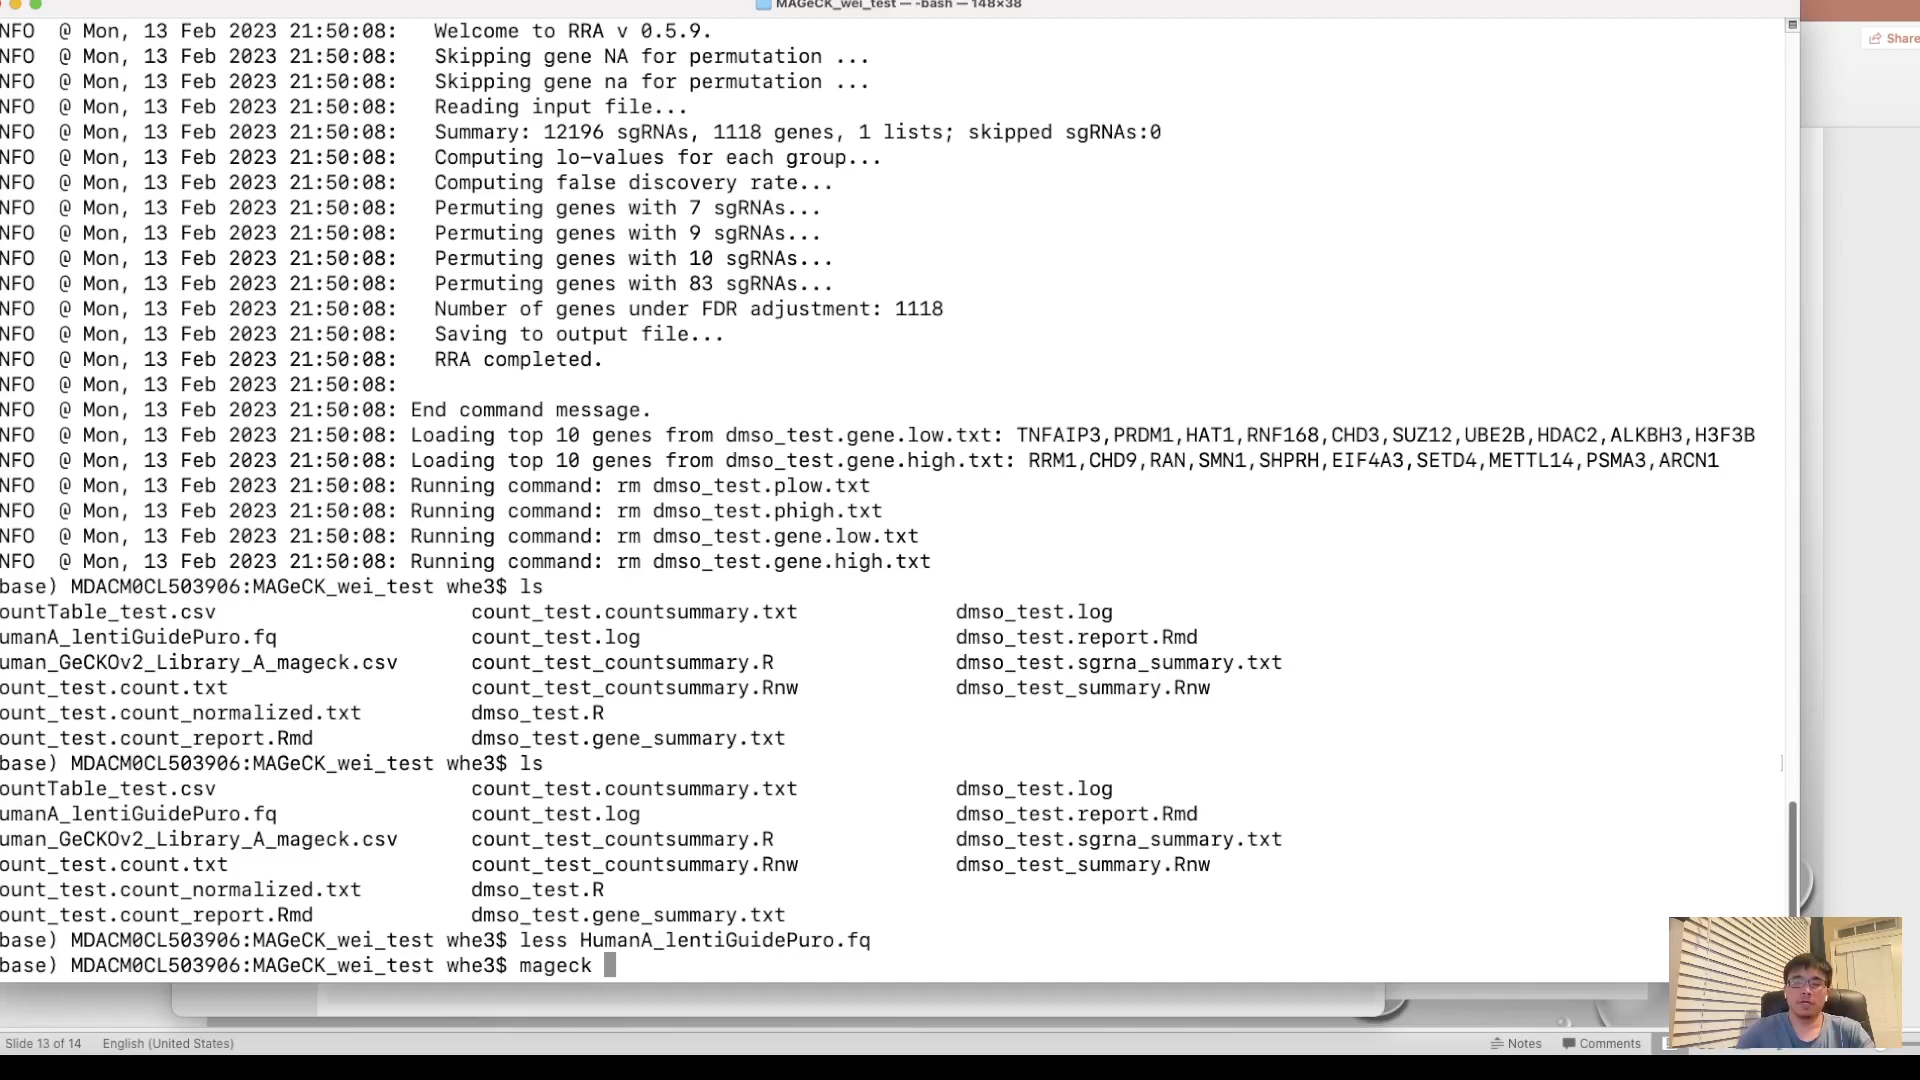 MAGeCK_wei_test — -bash — 148×38
Share
NFO  @ Mon, 13 Feb 2023 21:50:08:   Welcome to RRA v 0.5.9.
NFO  @ Mon, 13 Feb 2023 21:50:08:   Skipping gene NA for permutation ...
NFO  @ Mon, 13 Feb 2023 21:50:08:   Skipping gene na for permutation ...
NFO  @ Mon, 13 Feb 2023 21:50:08:   Reading input file...
NFO  @ Mon, 13 Feb 2023 21:50:08:   Summary: 12196 sgRNAs, 1118 genes, 1 lists; skipped sgRNAs:0
NFO  @ Mon, 13 Feb 2023 21:50:08:   Computing lo-values for each group...
NFO  @ Mon, 13 Feb 2023 21:50:08:   Computing false discovery rate...
NFO  @ Mon, 13 Feb 2023 21:50:08:   Permuting genes with 7 sgRNAs...
NFO  @ Mon, 13 Feb 2023 21:50:08:   Permuting genes with 9 sgRNAs...
NFO  @ Mon, 13 Feb 2023 21:50:08:   Permuting genes with 10 sgRNAs...
NFO  @ Mon, 13 Feb 2023 21:50:08:   Permuting genes with 83 sgRNAs...
NFO  @ Mon, 13 Feb 2023 21:50:08:   Number of genes under FDR adjustment: 1118
NFO  @ Mon, 13 Feb 2023 21:50:08:   Saving to output file...
NFO  @ Mon, 13 Feb 2023 21:50:08:   RRA completed.
NFO  @ Mon, 13 Feb 2023 21:50:08:
NFO  @ Mon, 13 Feb 2023 21:50:08: End command message.
NFO  @ Mon, 13 Feb 2023 21:50:08: Loading top 10 genes from dmso_test.gene.low.txt: TNFAIP3,PRDM1,HAT1,RNF168,CHD3,SUZ12,UBE2B,HDAC2,ALKBH3,H3F3B
NFO  @ Mon, 13 Feb 2023 21:50:08: Loading top 10 genes from dmso_test.gene.high.txt: RRM1,CHD9,RAN,SMN1,SHPRH,EIF4A3,SETD4,METTL14,PSMA3,ARCN1
NFO  @ Mon, 13 Feb 2023 21:50:08: Running command: rm dmso_test.plow.txt
NFO  @ Mon, 13 Feb 2023 21:50:08: Running command: rm dmso_test.phigh.txt
NFO  @ Mon, 13 Feb 2023 21:50:08: Running command: rm dmso_test.gene.low.txt
NFO  @ Mon, 13 Feb 2023 21:50:08: Running command: rm dmso_test.gene.high.txt
base) MDACM0CL503906:MAGeCK_wei_test whe3$ ls
ountTable_test.csv                     count_test.countsummary.txt             dmso_test.log
umanA_lentiGuidePuro.fq                count_test.log                          dmso_test.report.Rmd
uman_GeCKOv2_Library_A_mageck.csv      count_test_countsummary.R               dmso_test.sgrna_summary.txt
ount_test.count.txt                    count_test_countsummary.Rnw             dmso_test_summary.Rnw
ount_test.count_normalized.txt         dmso_test.R
ount_test.count_report.Rmd             dmso_test.gene_summary.txt
base) MDACM0CL503906:MAGeCK_wei_test whe3$ ls
ountTable_test.csv                     count_test.countsummary.txt             dmso_test.log
umanA_lentiGuidePuro.fq                count_test.log                          dmso_test.report.Rmd
uman_GeCKOv2_Library_A_mageck.csv      count_test_countsummary.R               dmso_test.sgrna_summary.txt
ount_test.count.txt                    count_test_countsummary.Rnw             dmso_test_summary.Rnw
ount_test.count_normalized.txt         dmso_test.R
ount_test.count_report.Rmd             dmso_test.gene_summary.txt
base) MDACM0CL503906:MAGeCK_wei_test whe3$ less HumanA_lentiGuidePuro.fq
base) MDACM0CL503906:MAGeCK_wei_test whe3$ mageck
Slide 13 of 14    English (United States)    Notes    Comments